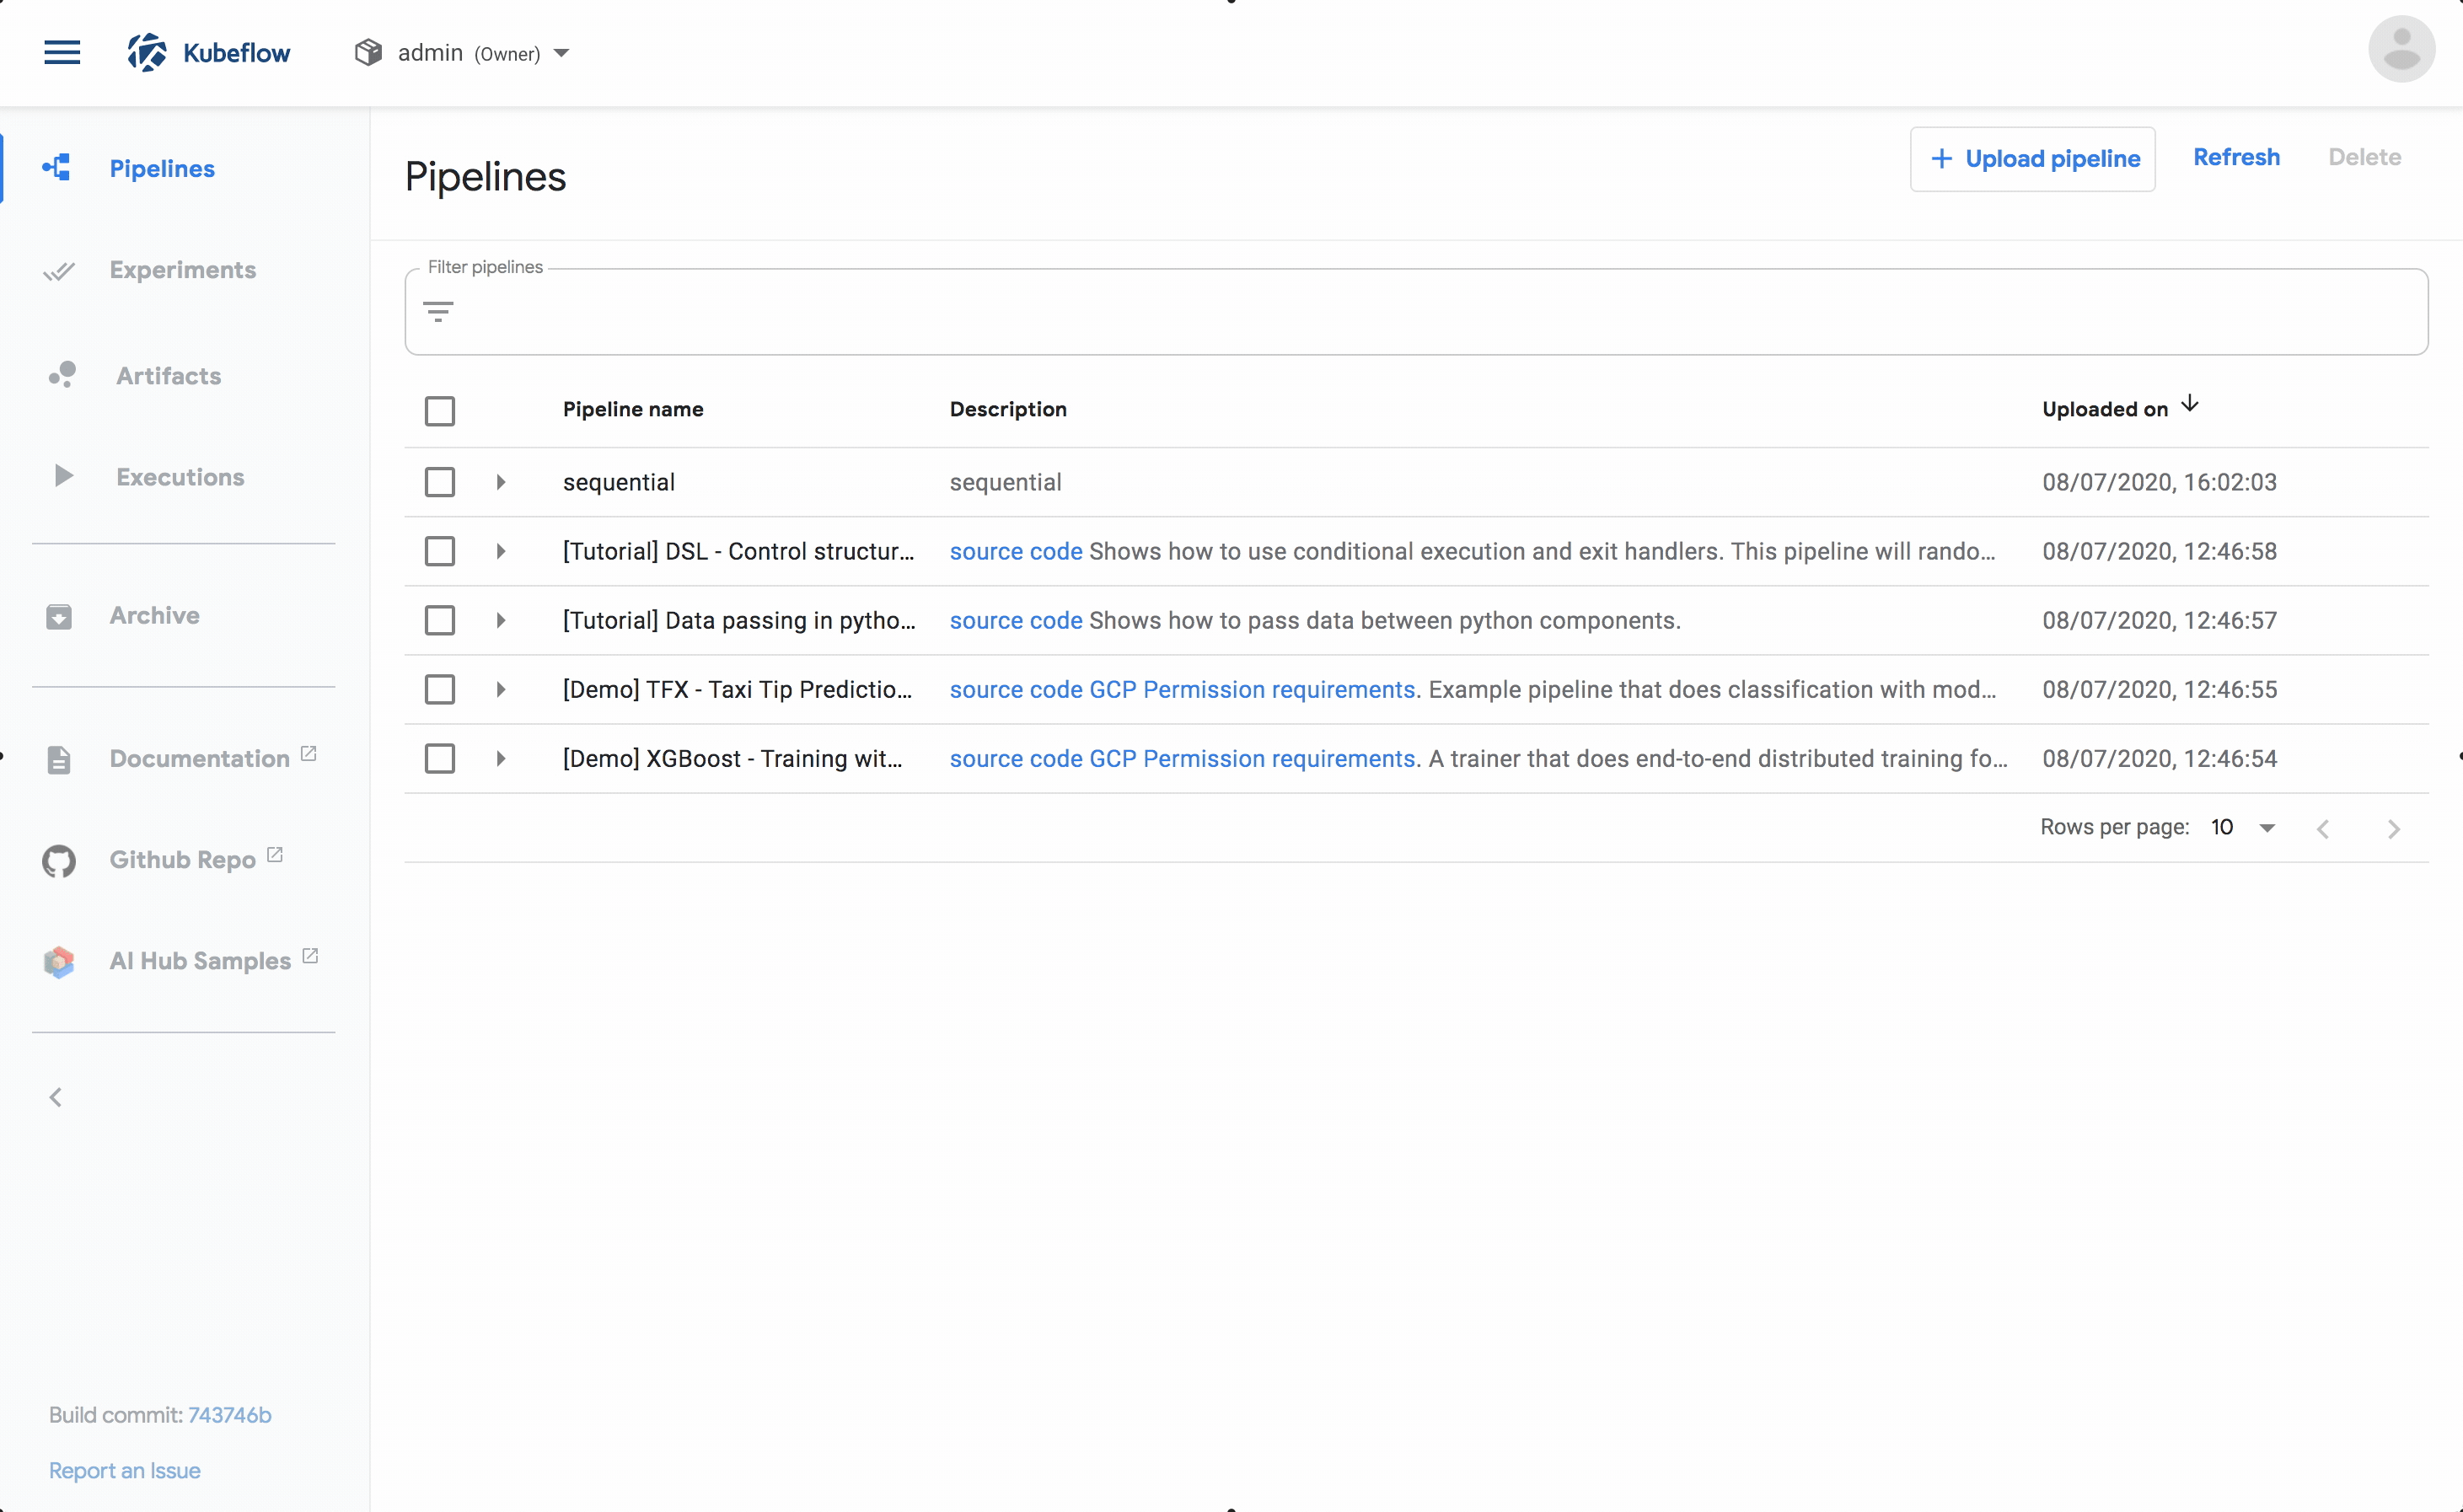 Kubeflow
admin (Owner)
Pipelines
Experiments
Artifacts
Executions
Archive
Documentation
Github Repo
AI Hub Samples
Build commit: 743746b
Report an Issue
Pipelines
+ Upload pipeline Refresh Delete
Filter pipelines
Pipeline name Description Uploaded on
sequential sequential 08/07/2020, 16:02:03
[Tutorial] DSL - Control structur... source code Shows how to use conditional execution and exit handlers. This pipeline will rando... 08/07/2020, 12:46:58
[Tutorial] Data passing in pytho... source code Shows how to pass data between python components. 08/07/2020, 12:46:57
[Demo] TFX - Taxi Tip Predictio... source code GCP Permission requirements. Example pipeline that does classification with mod... 08/07/2020, 12:46:55
[Demo] XGBoost - Training wit... source code GCP Permission requirements. A trainer that does end-to-end distributed training fo... 08/07/2020, 12:46:54
Rows per page: 10